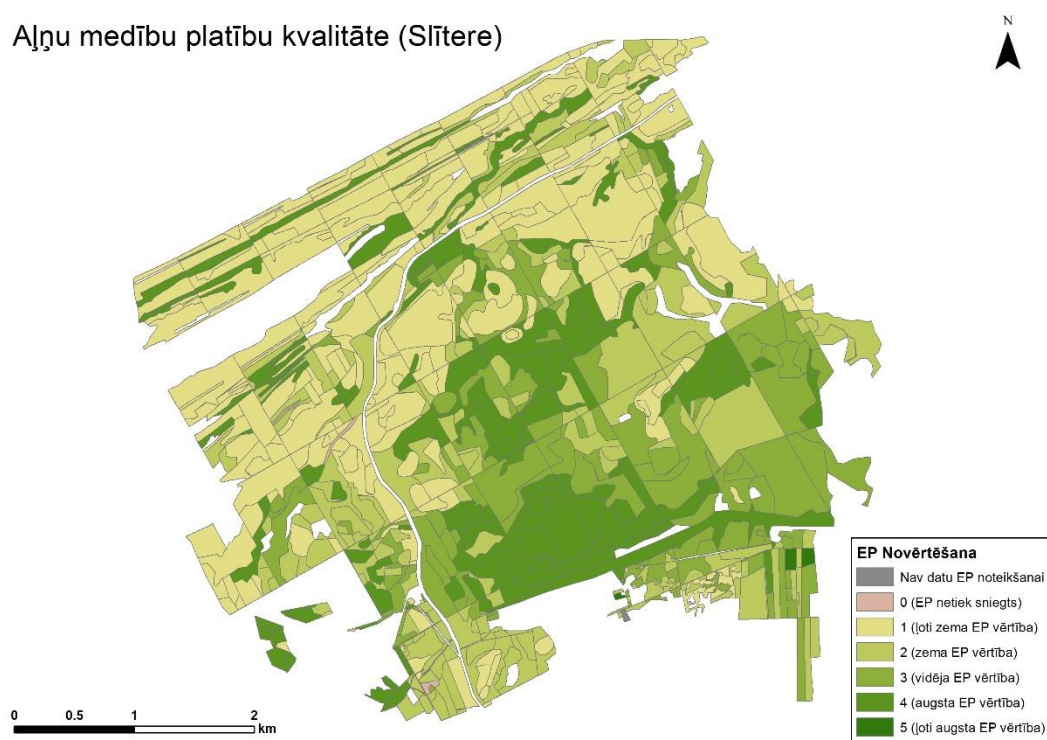 Aļņu medību platību kvalitāte (Slītere)
N
EP Novērtēšana
Nav datu EP noteikšanai
0 (EP netiek sniegts)
1 (ļoti zema EP vērtība)
2 (zema EP vērtība)
3 (vidēja EP vērtība)
4 (augsta EP vērtība)
5 (ļoti augsta EP vērtība)
0 0.5 1 2
km